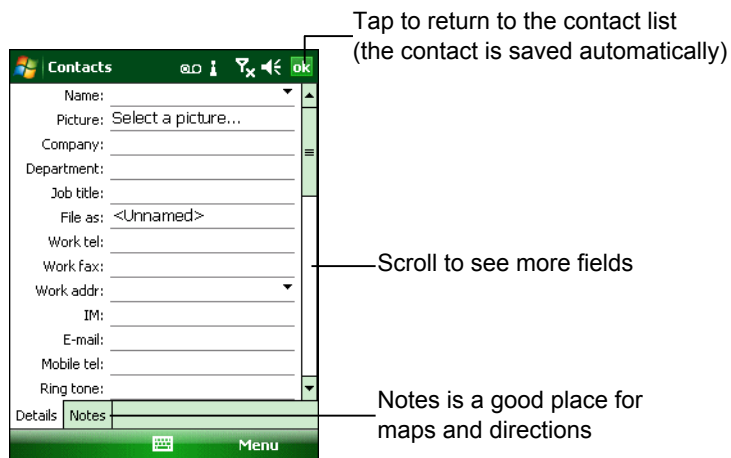 Tap to return to the contact list
(the contact is saved automatically)
Contacts
ok
Name:
Picture: Select a picture...
Company:
Department:
Job title:
File as: <Unnamed>
Work tel:
Work fax:
Work addr:
IM:
E-mail:
Mobile tel:
Ring tone:
Details Notes
Menu
Scroll to see more fields
Notes is a good place for
maps and directions